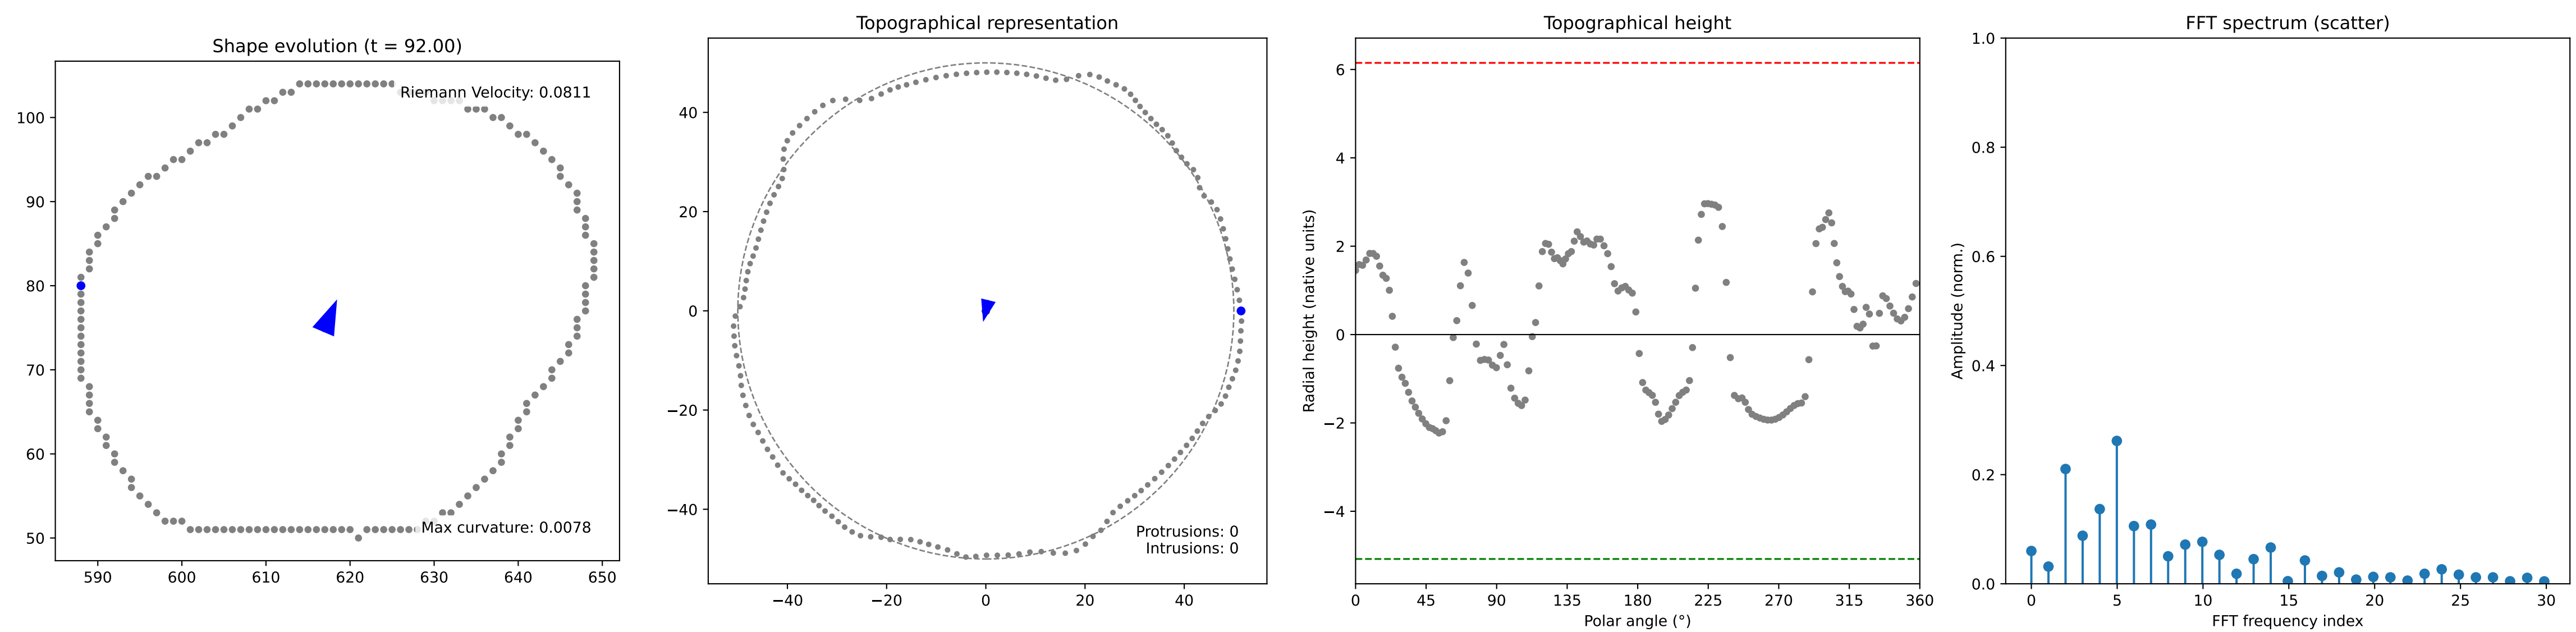 Shape evolution (t = 92.00)
Riemann Velocity: 0.0811
Max curvature: 0.0078
100
90
80
70
60
50
590 600 610 620 630 640 650
Topographical representation
40
20
0
−20
−40
−40 −20 0 20 40
Protrusions: 0
Intrusions: 0
Topographical height
Radial height (native units)
6
4
2
0
−2
−4
0 45 90 135 180 225 270 315 360
Polar angle (°)
FFT spectrum (scatter)
Amplitude (norm.)
1.0
0.8
0.6
0.4
0.2
0.0
0 5 10 15 20 25 30
FFT frequency index